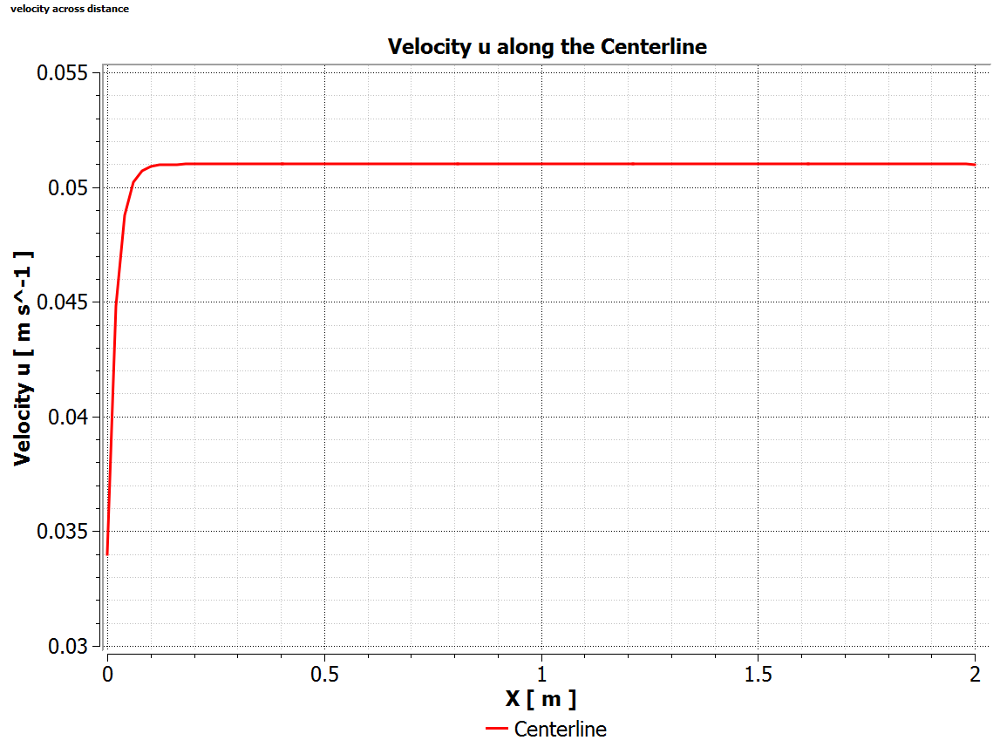 velocity across distance
Velocity u along the Centerline
0.055
0.05
0.045
0.04
0.035
0.03
Velocity u [ m s^-1 ]
0 0.5 1 1.5 2
X [ m ]
Centerline